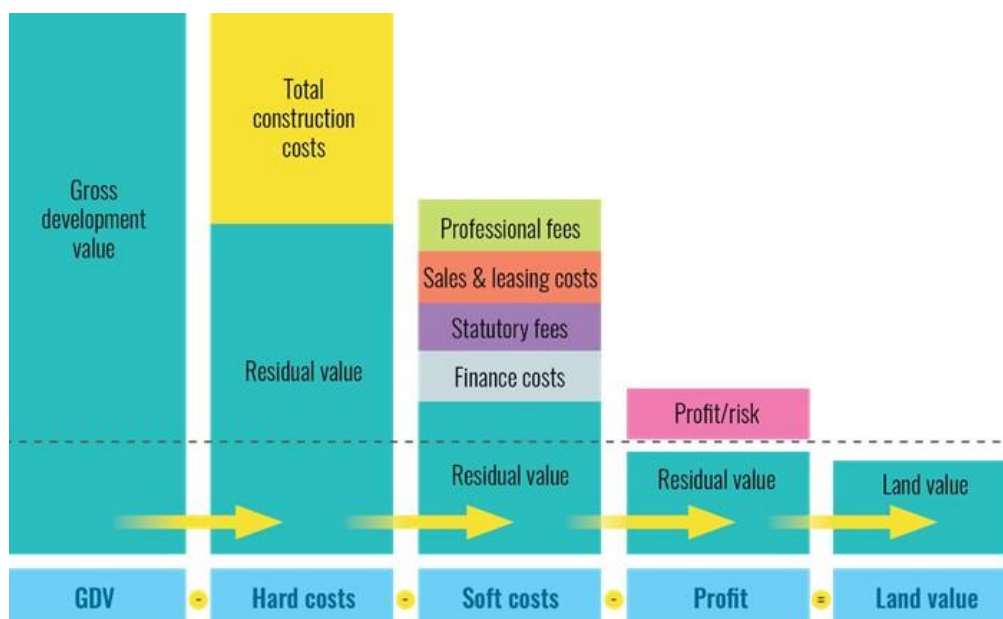 Gross
development
value
Total
construction
costs
Residual value
Professional fees
Sales & leasing costs
Statutory fees
Finance costs
Residual value
Profit/risk
Residual value
Land value
GDV - Hard costs - Soft costs - Profit = Land value